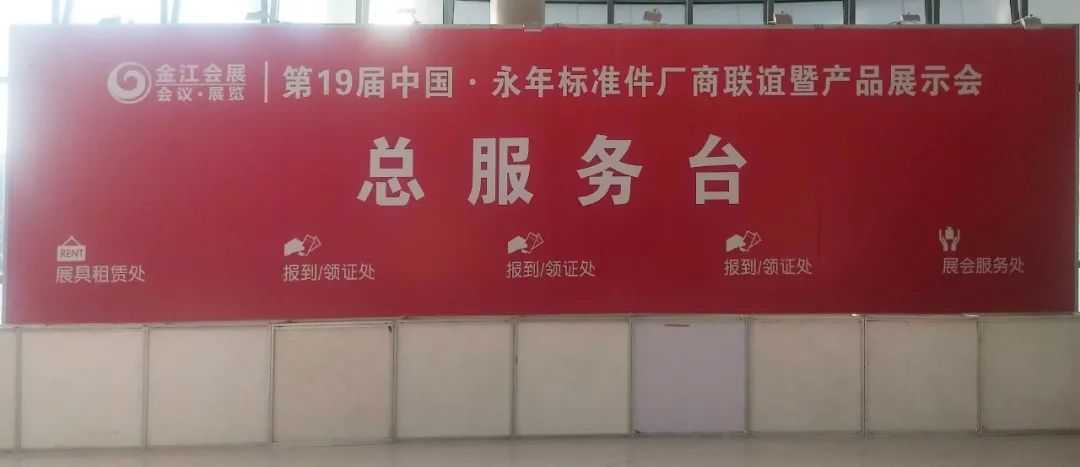 金江会展
会议·展览
第19届中国·永年标准件厂商联谊暨产品展示会
总服务台
RENT
展具租赁处
报到/领证处
报到/领证处
报到/领证处
展会服务处